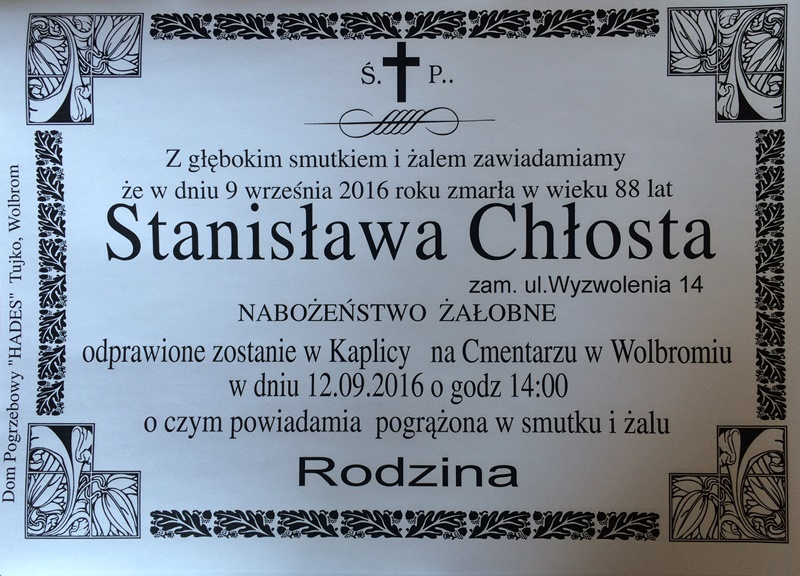 Ś. P..
Z głębokim smutkiem i żalem zawiadamiamy
że w dniu 9 września 2016 roku zmarła w wieku 88 lat
Stanisława Chłosta
zam. ul.Wyzwolenia 14
NABOŻEŃSTWO ŻAŁOBNE
odprawione zostanie w Kaplicy na Cmentarzu w Wolbromiu
w dniu 12.09.2016 o godz 14:00
o czym powiadamia pogrążona w smutku i żalu
Rodzina
Dom Pogrzebowy "HADES" Tujko, Wolbrom